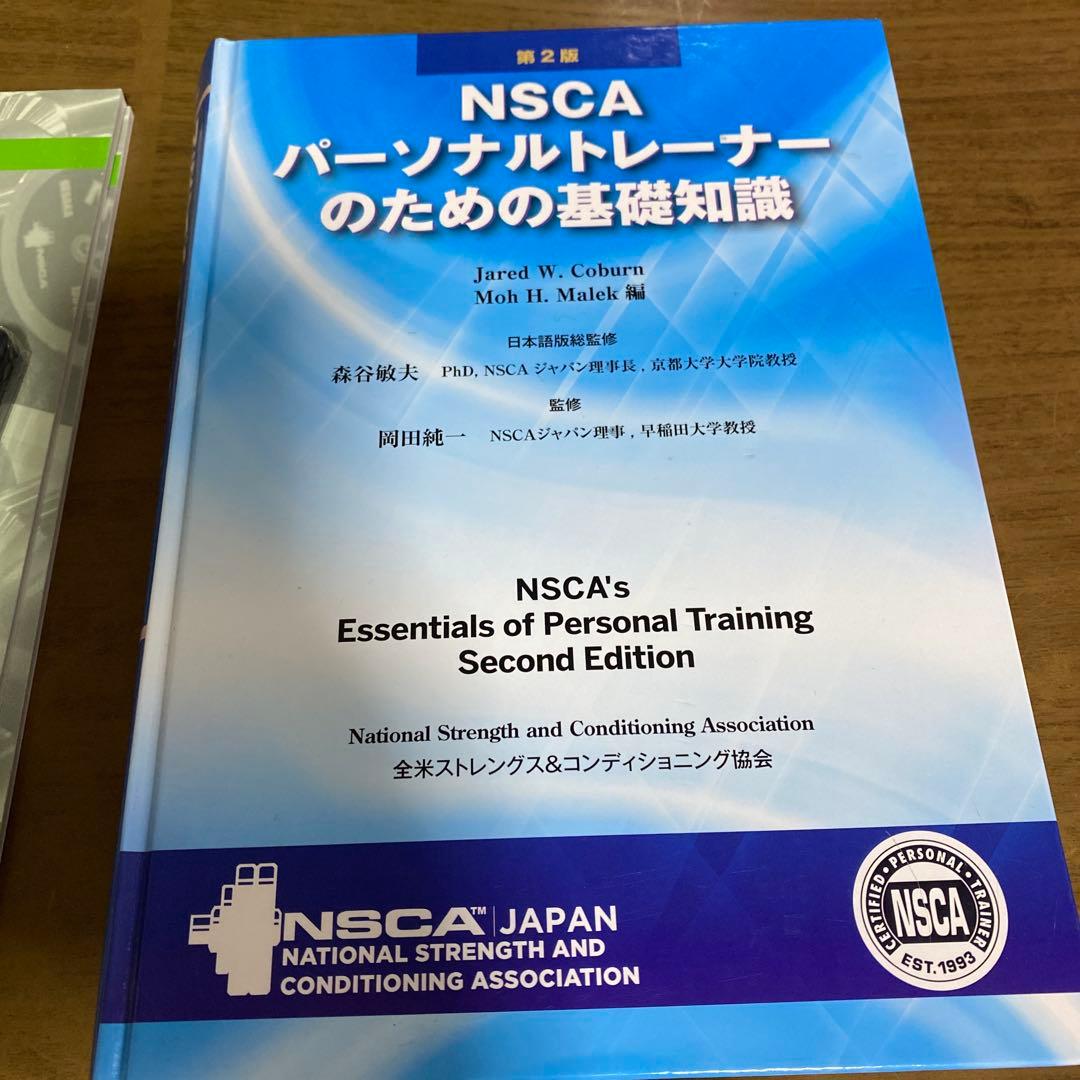 第2版
NSCA
パーソナルトレーナー
のための基礎知識
Jared W. Coburn
Moh H. Malek 編
日本語版総監修
森谷敏夫 PhD, NSCA ジャパン理事長, 京都大学大学院教授
監修
岡田純一 NSCAジャパン理事, 早稲田大学教授
NSCA's
Essentials of Personal Training
Second Edition
National Strength and Conditioning Association
全米ストレングス&コンディショニング協会
NSCA™ JAPAN
NATIONAL STRENGTH AND
CONDITIONING ASSOCIATION
CERTIFIED • PERSONAL • TRAINER
NSCA
EST. 1993
NSCA